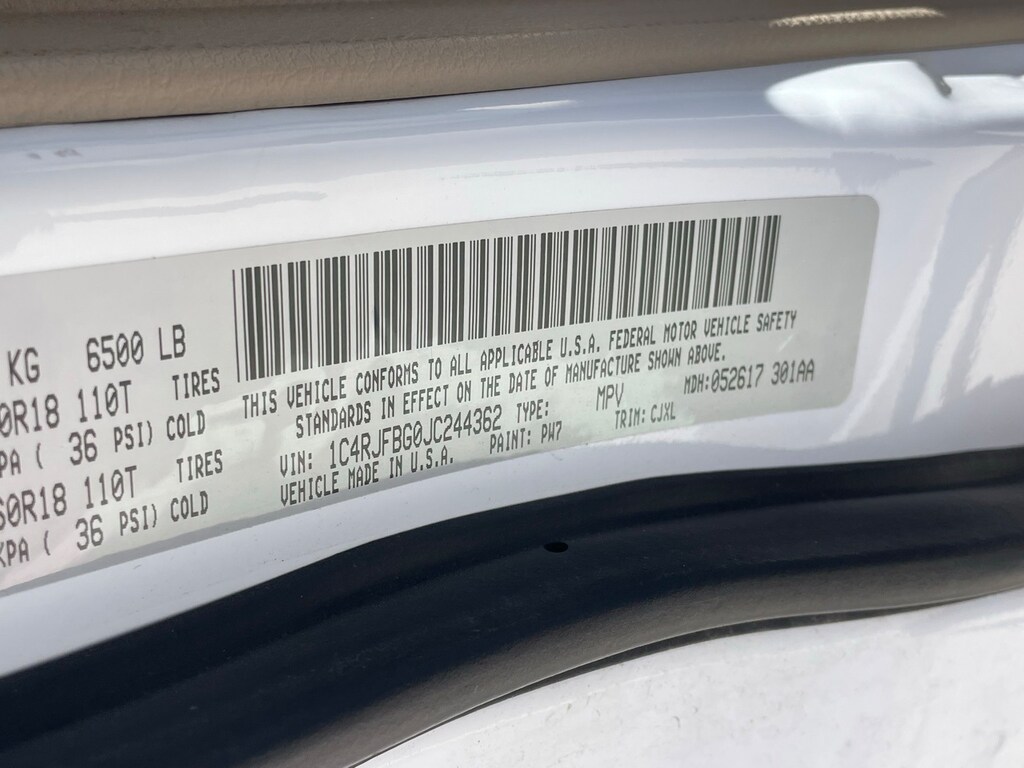 KG 6500 LB
0R18 110T TIRES
PA ( 36 PSI) COLD
60R18 110T TIRES
KPA ( 36 PSI) COLD
THIS VEHICLE CONFORMS TO ALL APPLICABLE U.S.A. FEDERAL MOTOR VEHICLE SAFETY
STANDARDS IN EFFECT ON THE DATE OF MANUFACTURE SHOWN ABOVE.
VIN: 1C4RJFBG0JC244362 TYPE: MPV MDH:052617 301AA
VEHICLE MADE IN U.S.A. PAINT: PW7 TRIM: CJXL